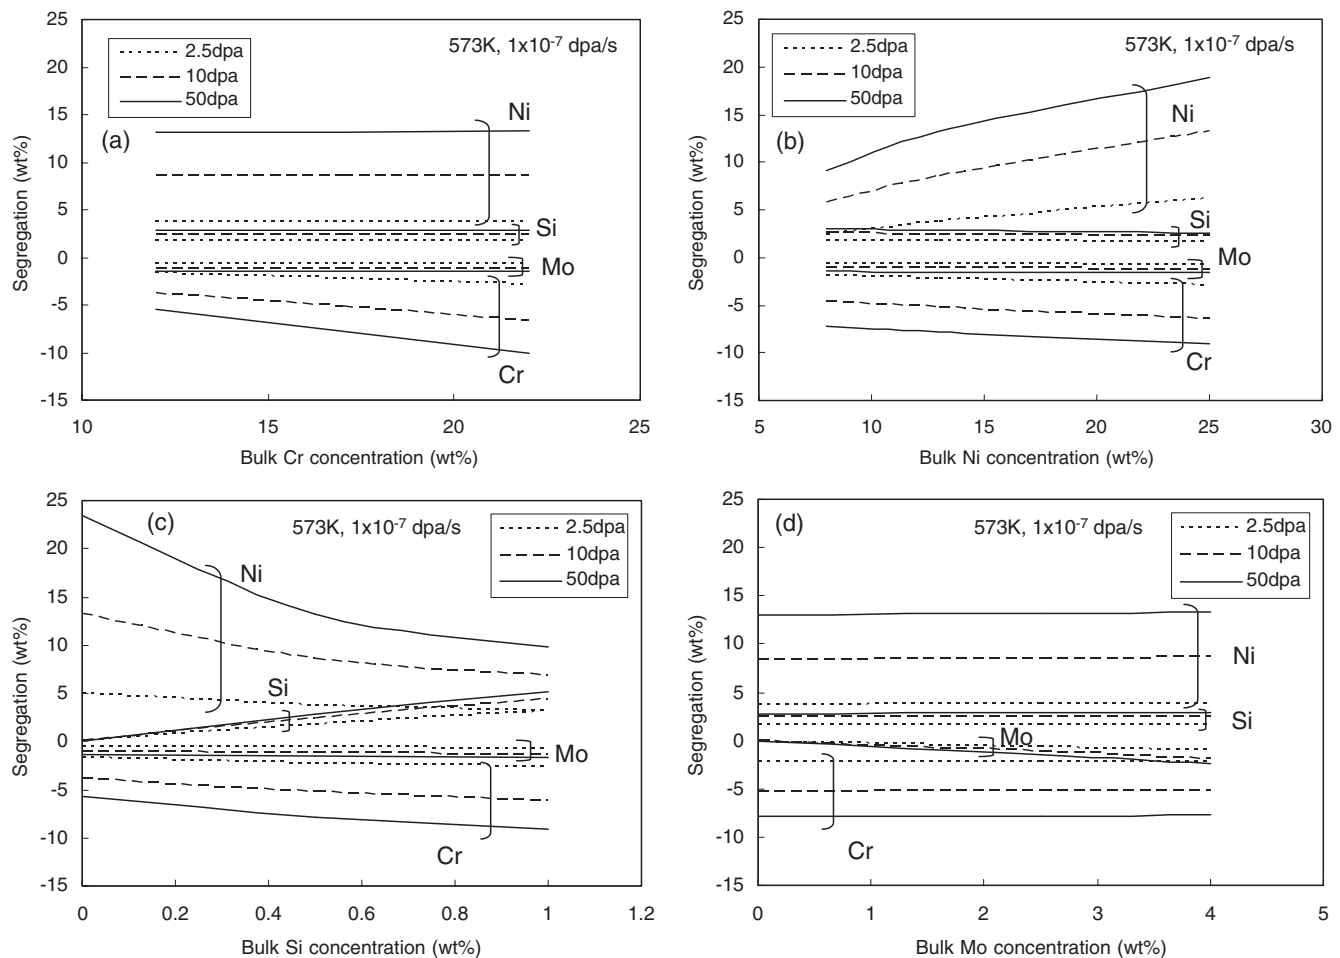 25
20
15
10
5
0
-5
-10
-15
Segregation (wt%)
2.5dpa
10dpa
50dpa
573K, 1x10⁻⁷ dpa/s
(a)
Ni
Si
Mo
Cr
10
15
20
25
Bulk Cr concentration (wt%)
25
20
15
10
5
0
-5
-10
-15
Segregation (wt%)
2.5dpa
10dpa
50dpa
573K, 1x10⁻⁷ dpa/s
(b)
Ni
Si
Mo
Cr
5
10
15
20
25
30
Bulk Ni concentration (wt%)
25
20
15
10
5
0
-5
-10
-15
Segregation (wt%)
(c)
573K, 1x10⁻⁷ dpa/s
2.5dpa
10dpa
50dpa
Ni
Si
Mo
Cr
0
0.2
0.4
0.6
0.8
1
1.2
Bulk Si concentration (wt%)
25
20
15
10
5
0
-5
-10
-15
Segregation (wt%)
(d)
573K, 1x10⁻⁷ dpa/s
2.5dpa
10dpa
50dpa
Ni
Si
Mo
Cr
0
1
2
3
4
5
Bulk Mo concentration (wt%)